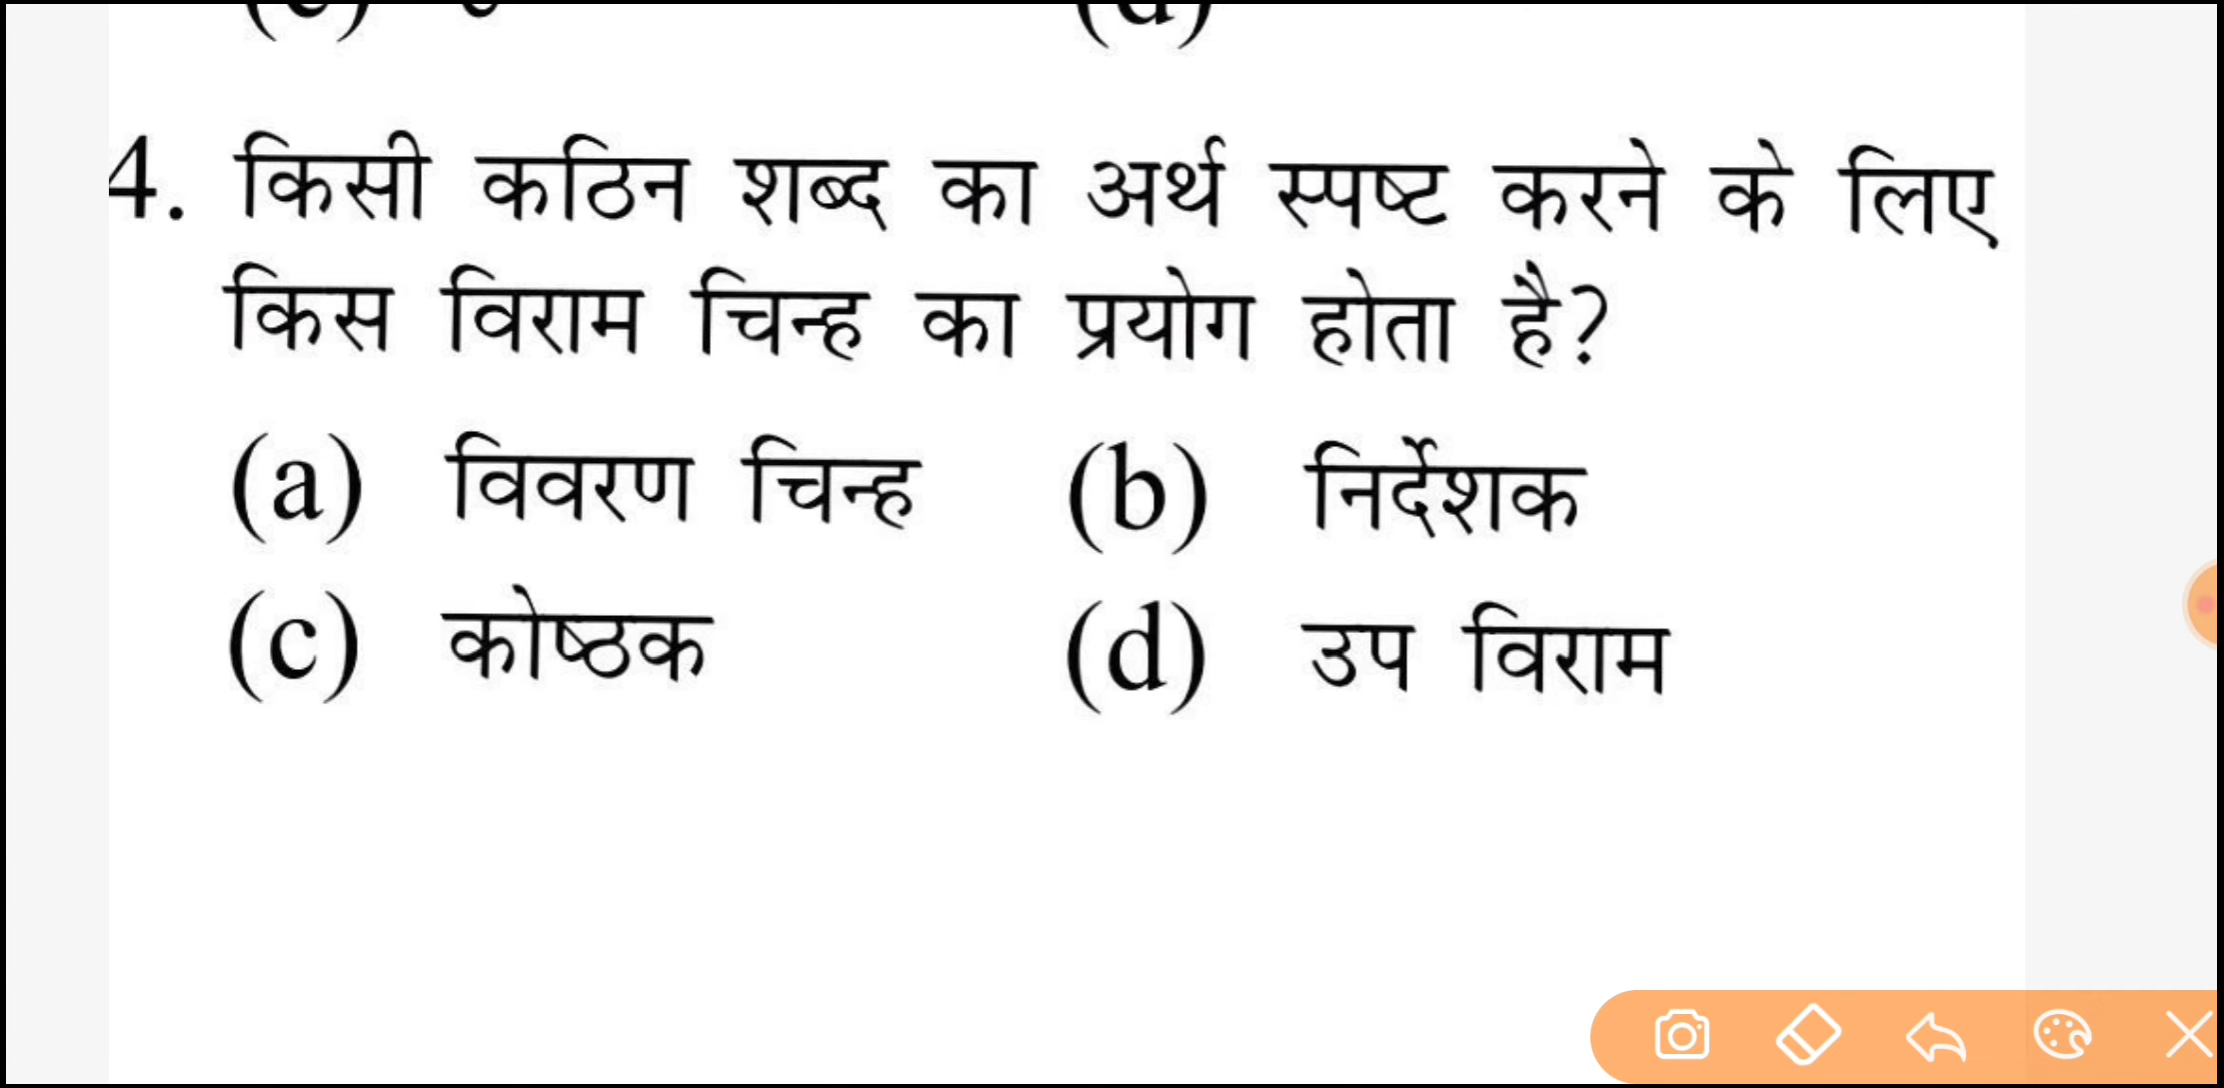 4. किसी कठिन शब्द का अर्थ स्पष्ट करने के लिए
किस विराम चिन्ह का प्रयोग होता है?
(a) विवरण चिन्ह (b) निर्देशक
(c) कोष्ठक (d) उप विराम